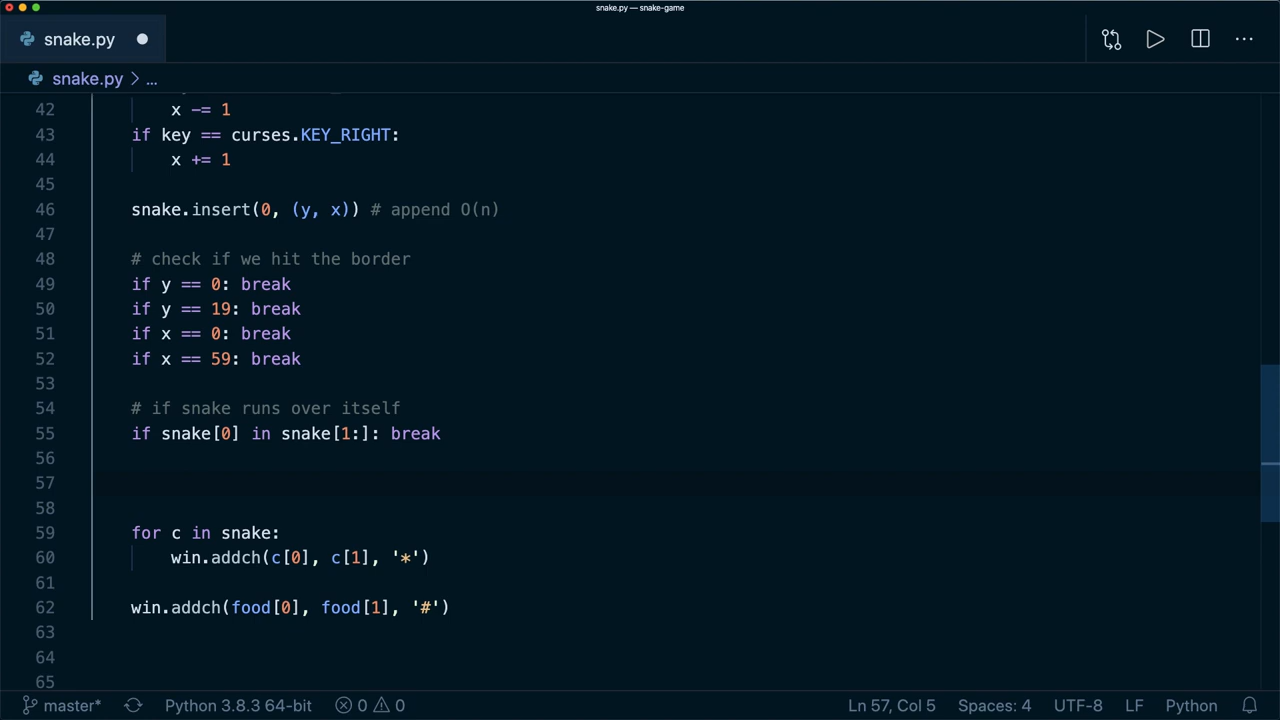 snake.py — snake-game
snake.py
snake.py > ...
42 x -= 1
43 if key == curses.KEY_RIGHT:
44 x += 1
45
46 snake.insert(0, (y, x)) # append O(n)
47
48 # check if we hit the border
49 if y == 0: break
50 if y == 19: break
51 if x == 0: break
52 if x == 59: break
53
54 # if snake runs over itself
55 if snake[0] in snake[1:]: break
56
57
58
59 for c in snake:
60 win.addch(c[0], c[1], '*')
61
62 win.addch(food[0], food[1], '#')
63
64
65
master* Python 3.8.3 64-bit 0 0 Ln 57, Col 5 Spaces: 4 UTF-8 LF Python